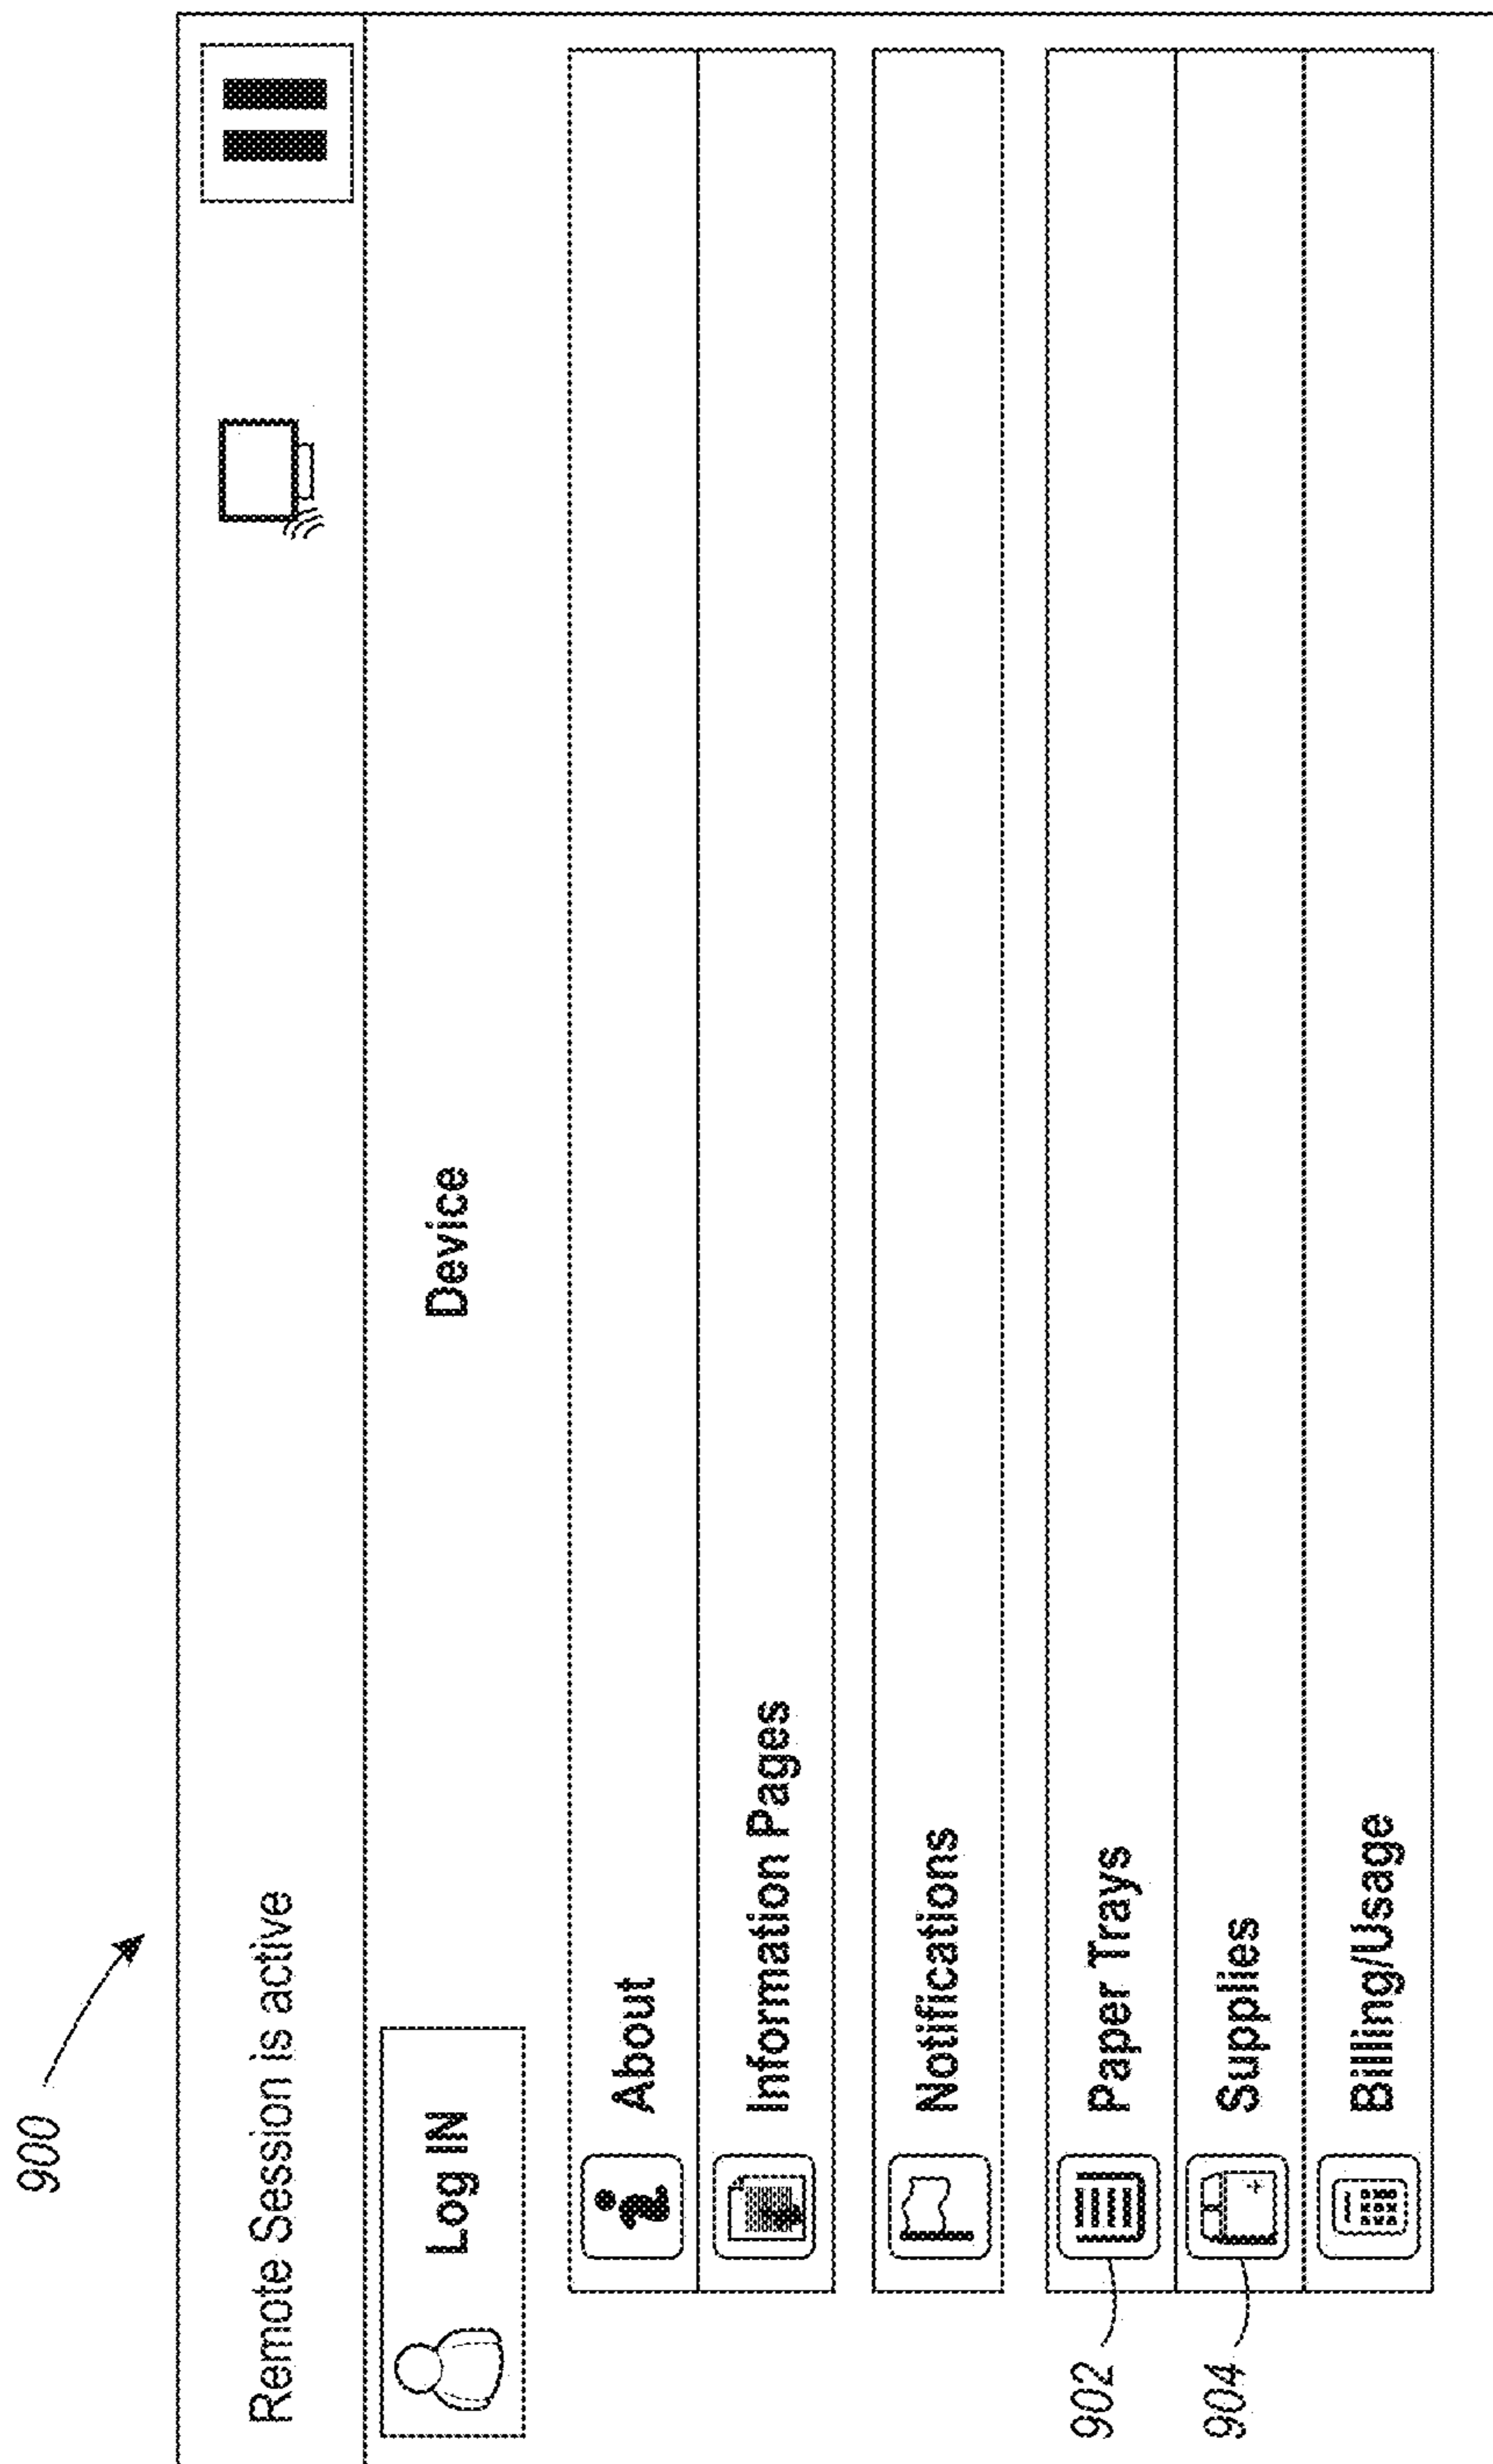 900
Remote Session is active
Log IN
Device
About
Information Pages
Notifications
902
Paper Trays
904
Supplies
Billing/Usage